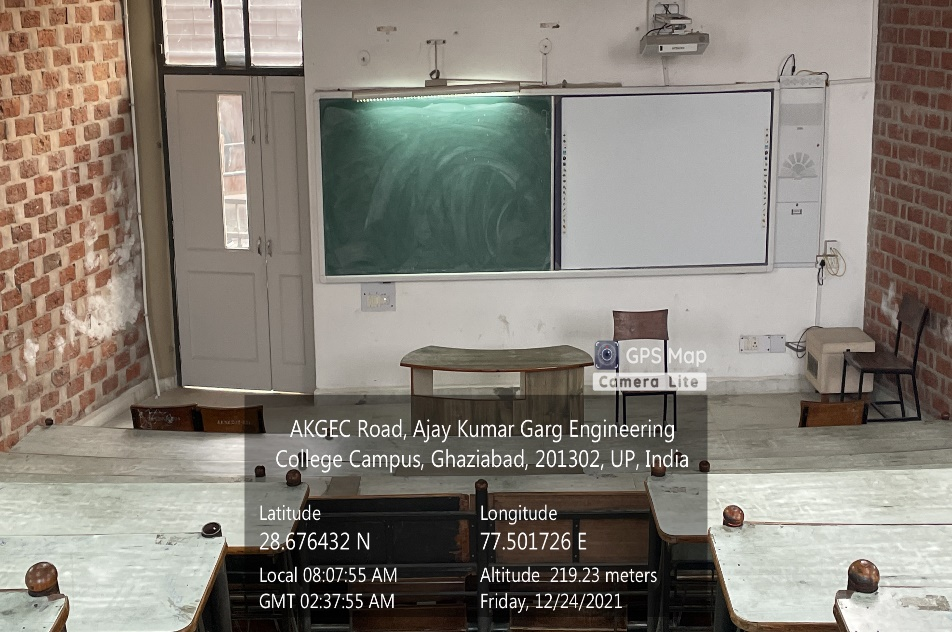 GPS Map
Camera Lite
AKGEC Road, Ajay Kumar Garg Engineering
College Campus, Ghaziabad, 201302, UP, India
Latitude
28.676432 N
Longitude
77.501726 E
Local 08:07:55 AM
GMT 02:37:55 AM
Altitude 219.23 meters
Friday, 12/24/2021